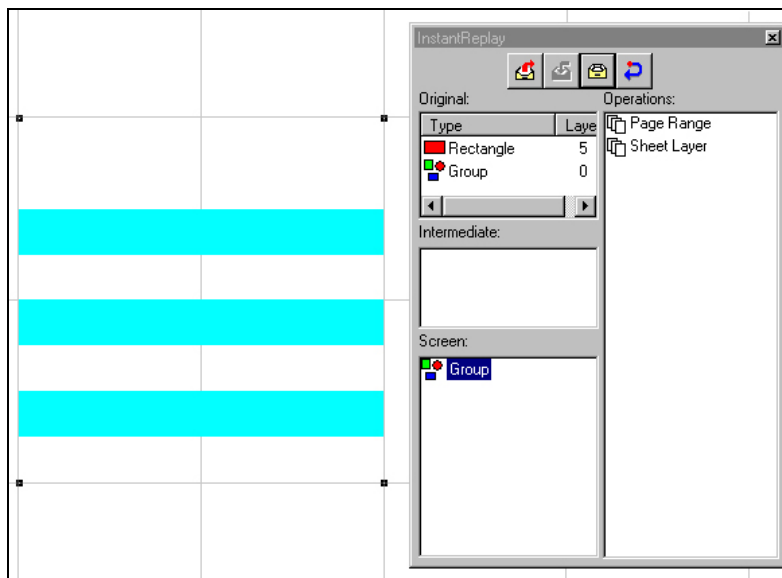 InstantReplay
Original:
Type Laye
Rectangle 5
Group 0
Intermediate:
Screen:
Group
Operations:
Page Range
Sheet Layer